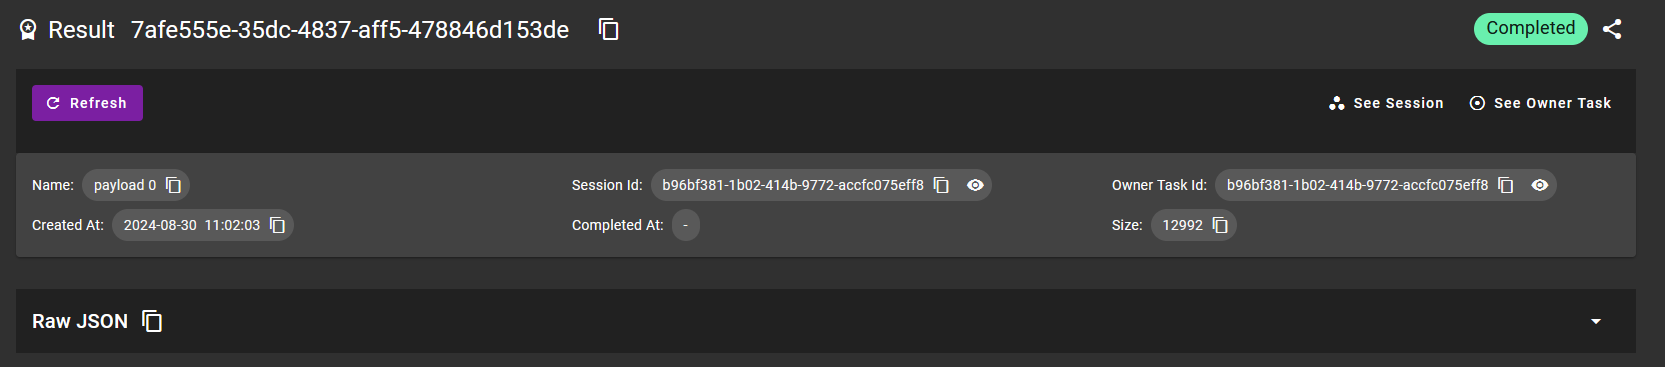 Result 7afe555e-35dc-4837-aff5-478846d153de Completed
Refresh See Session See Owner Task
Name: payload 0 Session Id: b96bf381-1b02-414b-9772-accfc075eff8 Owner Task Id: b96bf381-1b02-414b-9772-accfc075eff8
Created At: 2024-08-30 11:02:03 Completed At: - Size: 12992
Raw JSON